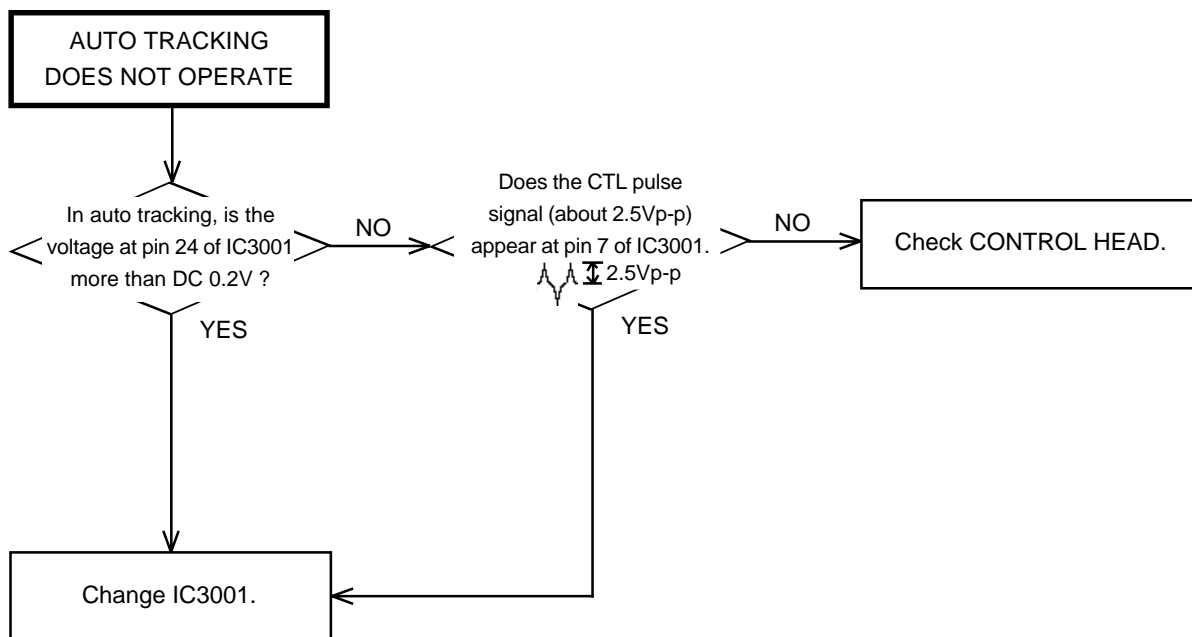 AUTO TRACKING
DOES NOT OPERATE
In auto tracking, is the
voltage at pin 24 of IC3001
more than DC 0.2V ?
NO
YES
Does the CTL pulse
signal (about 2.5Vp-p)
appear at pin 7 of IC3001.
2.5Vp-p
NO
YES
Check CONTROL HEAD.
Change IC3001.